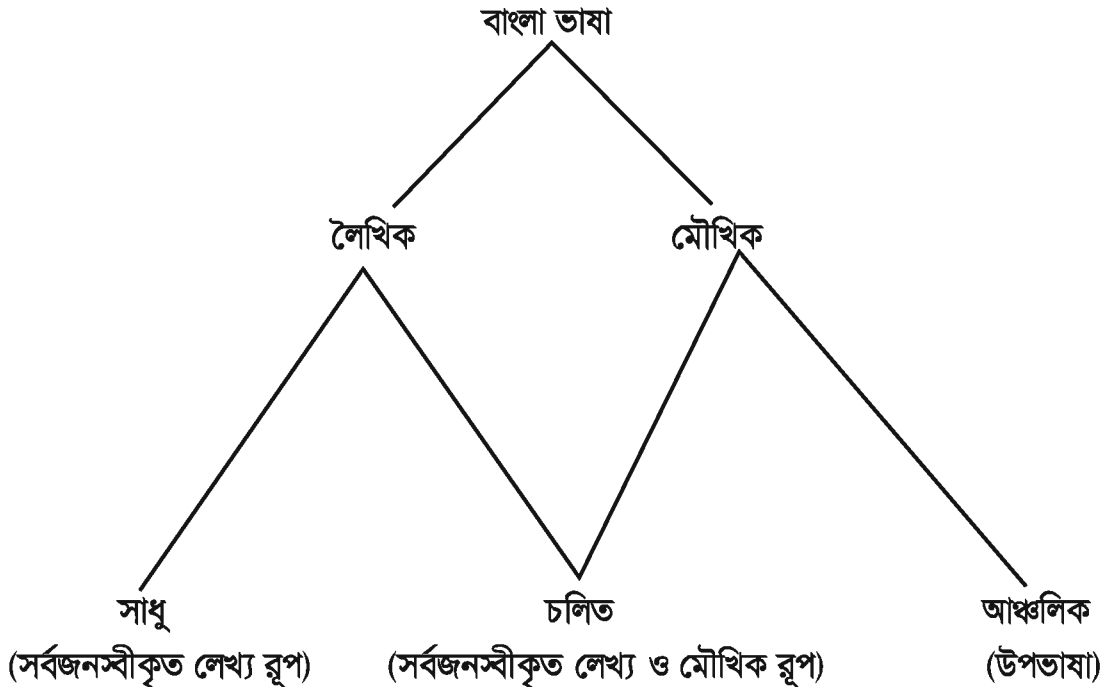 বাংলা ভাষা
লৈখিক মৌখিক
সাধু চলিত আঞ্চলিক
(সর্বজনস্বীকৃত লেখ্য রূপ) (সর্বজনস্বীকৃত লেখ্য ও মৌখিক রূপ) (উপভাষা)